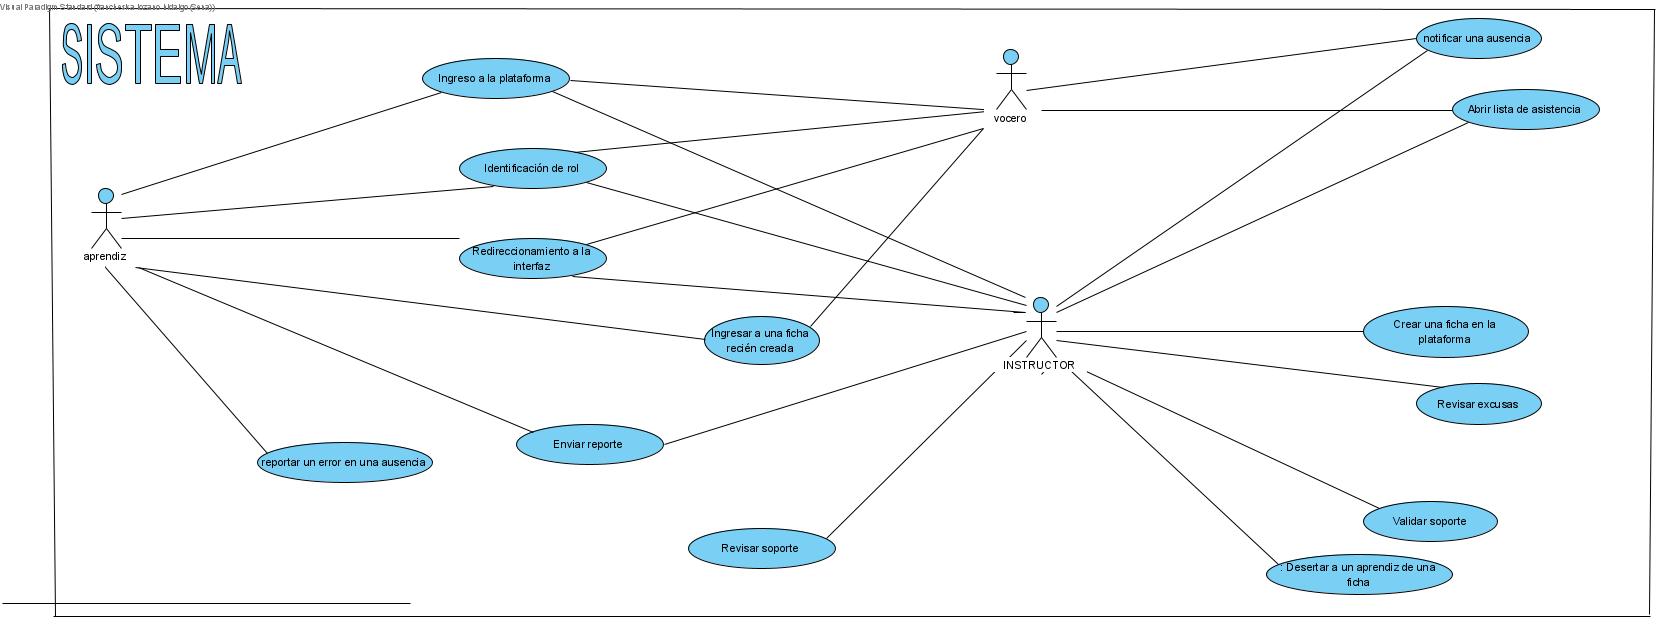 Visual Paradigm Standard
SISTEMA
notificar una ausencia
Ingreso a la plataforma
Abrir lista de asistencia
vocero
Identificación de rol
aprendiz
Redireccionamiento a la
interfaz
Ingresar a una ficha
recién creada
Crear una ficha en la
plataforma
INSTRUCTOR
Revisar excusas
Enviar reporte
reportar un error en una ausencia
Validar soporte
Revisar soporte
: Desertar a un aprendiz de una
ficha